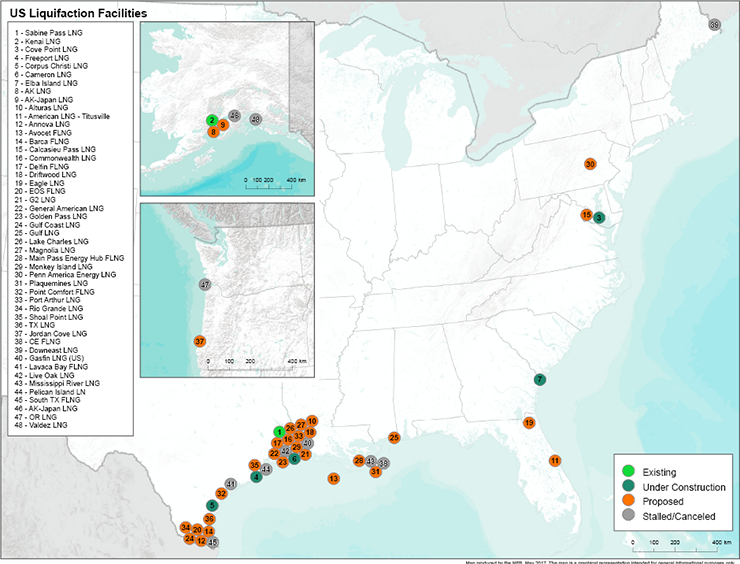 US Liquifaction Facilities
1 - Sabine Pass LNG
2 - Kenai LNG
3 - Cove Point LNG
4 - Freeport LNG
5 - Corpus Christi LNG
6 - Cameron LNG
7 - Elba Island LNG
8 - AK LNG
9 - AK-Japan LNG
10 - Alturas LNG
11 - American LNG - Titusville
12 - Annova LNG
13 - Avocet FLNG
14 - Barca FLNG
15 - Calcasieu Pass LNG
16 - Commonwealth LNG
17 - Delfin FLNG
18 - Driftwood LNG
19 - Eagle LNG
20 - EOS FLNG
21 - G2 LNG
22 - General American LNG
23 - Golden Pass LNG
24 - Gulf Coast LNG
25 - Gulf LNG
26 - Lake Charles LNG
27 - Magnolia LNG
28 - Main Pass Energy Hub FLNG
29 - Monkey Island LNG
30 - Penn America Energy LNG
31 - Plaquemines LNG
32 - Point Comfort FLNG
33 - Port Arthur LNG
34 - Rio Grande LNG
35 - Shoal Point LNG
36 - TX LNG
37 - Jordan Cove LNG
38 - CE FLNG
39 - Downeast LNG
40 - Gasfin LNG (US)
41 - Lavaca Bay FLNG
42 - Live Oak LNG
43 - Mississippi River LNG
44 - Pelican Island LN
45 - South TX FLNG
46 - AK-Japan LNG
47 - OR LNG
48 - Valdez LNG
39
2
9
8
0 100 200 400 km
30
15
3
47
37
0 200 400 km
7
19
11
25
10
27
26
1
18
33
16
17
40
29
42
22
21
6
23
35
44
4
41
32
28
43
38
31
13
5
36
34
20
14
24
12
Existing
Under Construction
Proposed
Stalled/Canceled
0 200 400 km